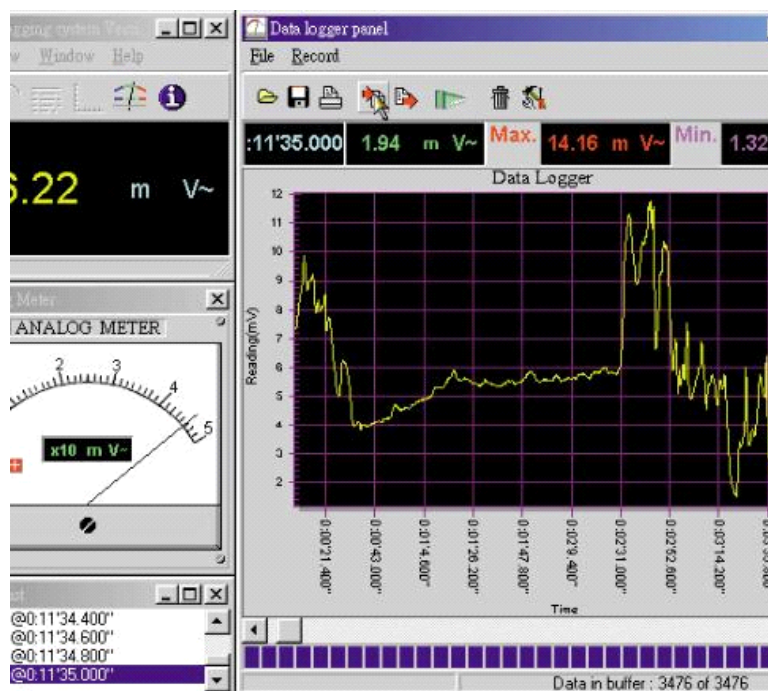 Data logger panel
Window Help
File Record
:11'35.000 1.94 m V~ Max. 14.16 m V~ Min. 1.32
6.22 m V~
Data Logger
12
11
10
9
8
7
6
5
4
3
2
Reading(mV)
0:00'21.400"
0:00'43.000"
0:01'4.600"
0:01'26.200"
0:01'47.800"
0:02'9.400"
0:02'31.000"
0:02'52.600"
0:03'14.200"
Time
Meter
ANALOG METER
2 3 4 5
x10 m V~
@0:11'34.400"
@0:11'34.600"
@0:11'34.800"
@0:11'35.000"
Data in buffer : 3476 of 3476